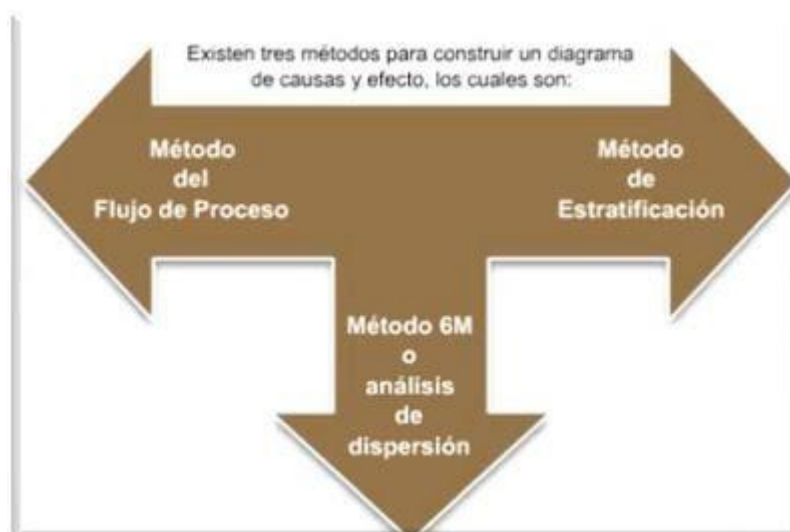 Existen tres métodos para construir un diagrama
de causas y efecto, los cuales son:
Método
del
Flujo de Proceso
Método
de
Estratificación
Método 6M
o
análisis
de
dispersión